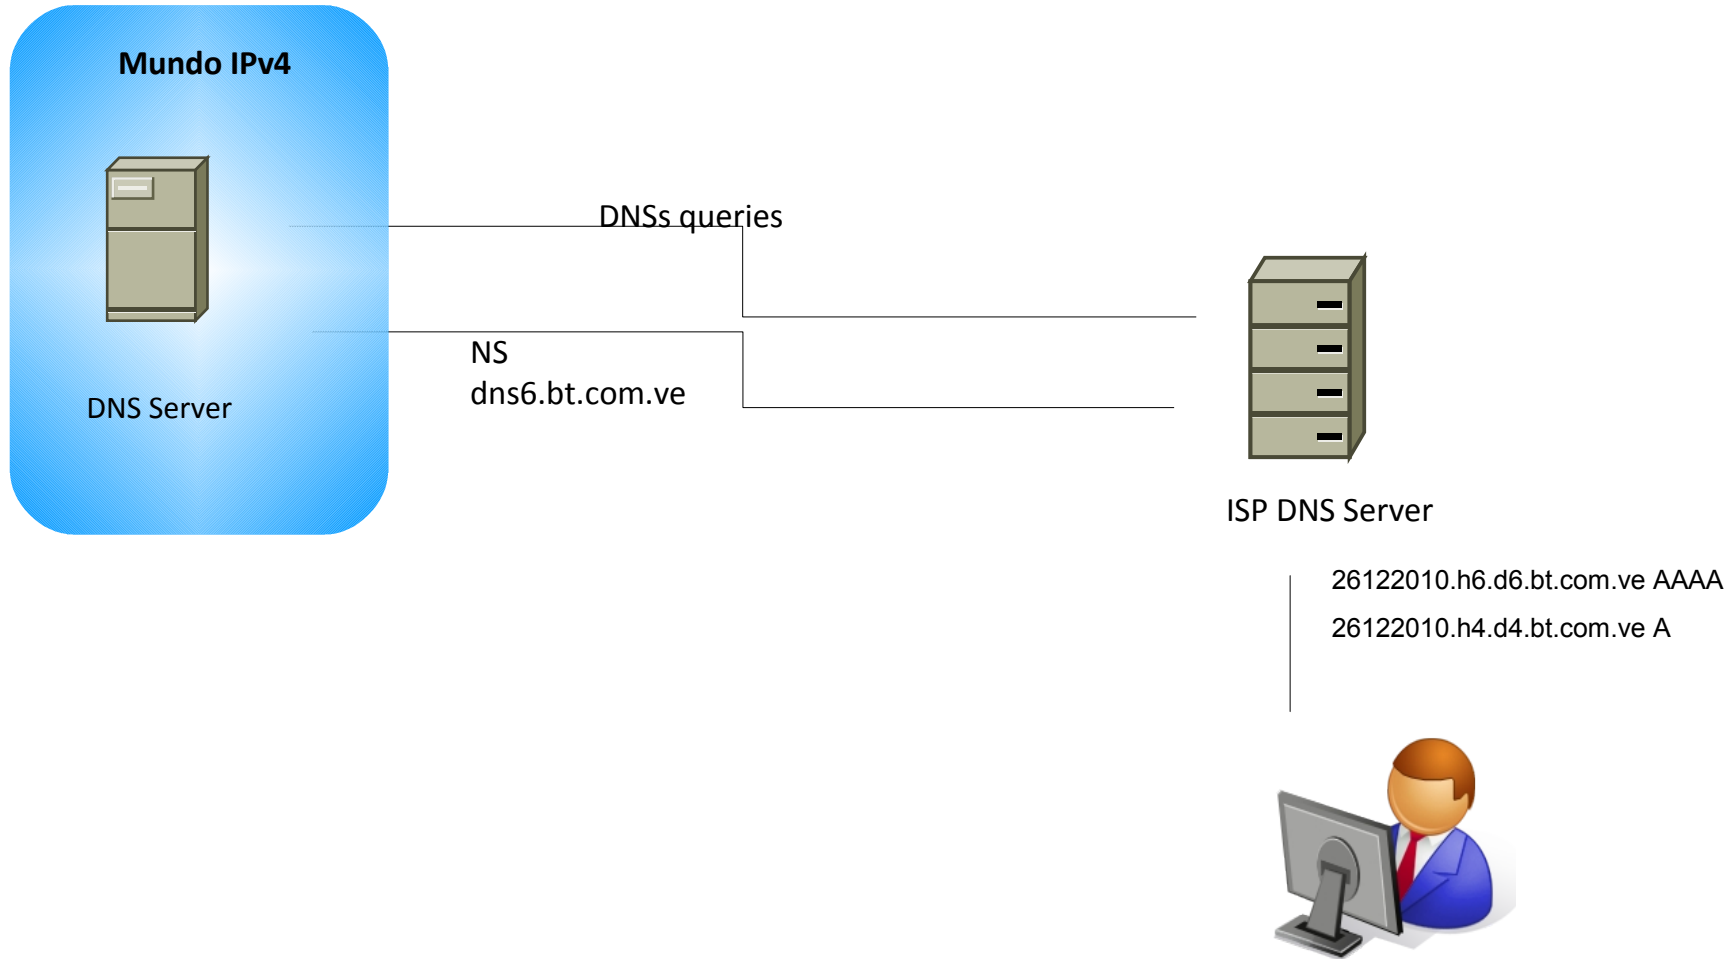 Mundo IPv4
DNSs queries
NS
dns6.bt.com.ve
DNS Server
ISP DNS Server
26122010.h6.d6.bt.com.ve AAAA
26122010.h4.d4.bt.com.ve A